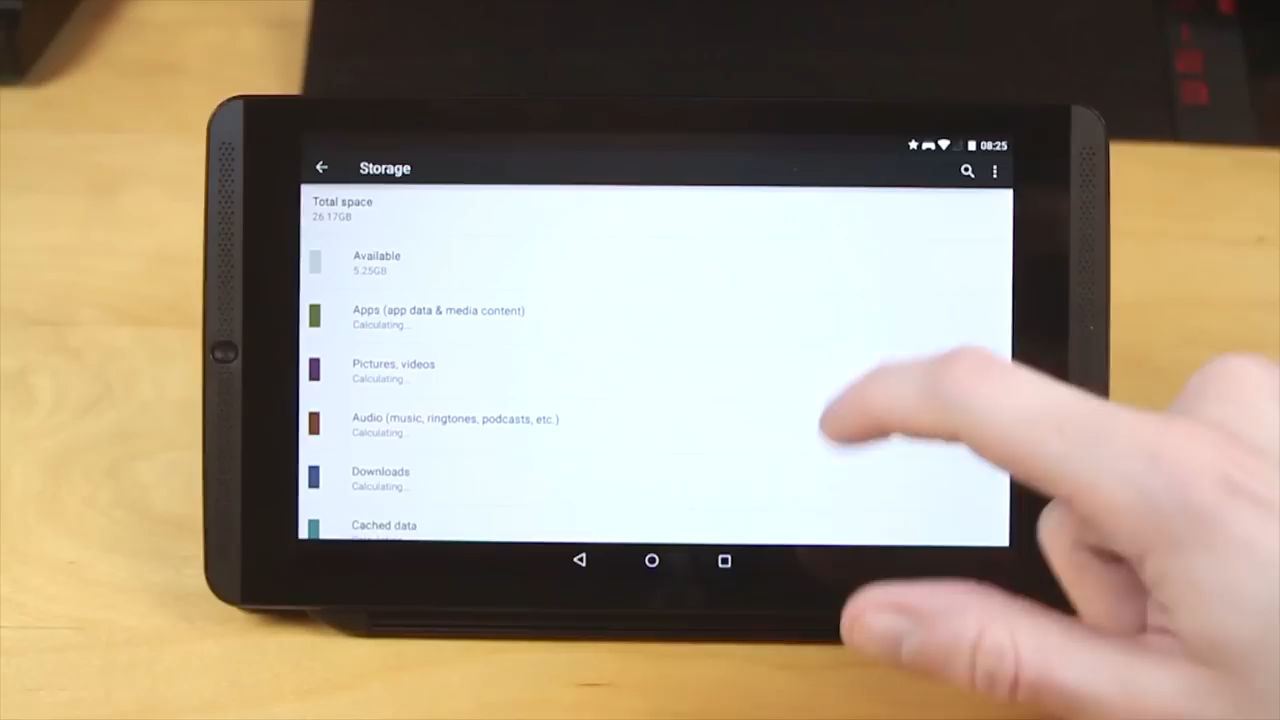 08:25
Storage
Total space
26.17GB
Available
5.25GB
Apps (app data & media content)
Calculating...
Pictures, videos
Calculating...
Audio (music, ringtones, podcasts, etc.)
Calculating...
Downloads
Calculating...
Cached data